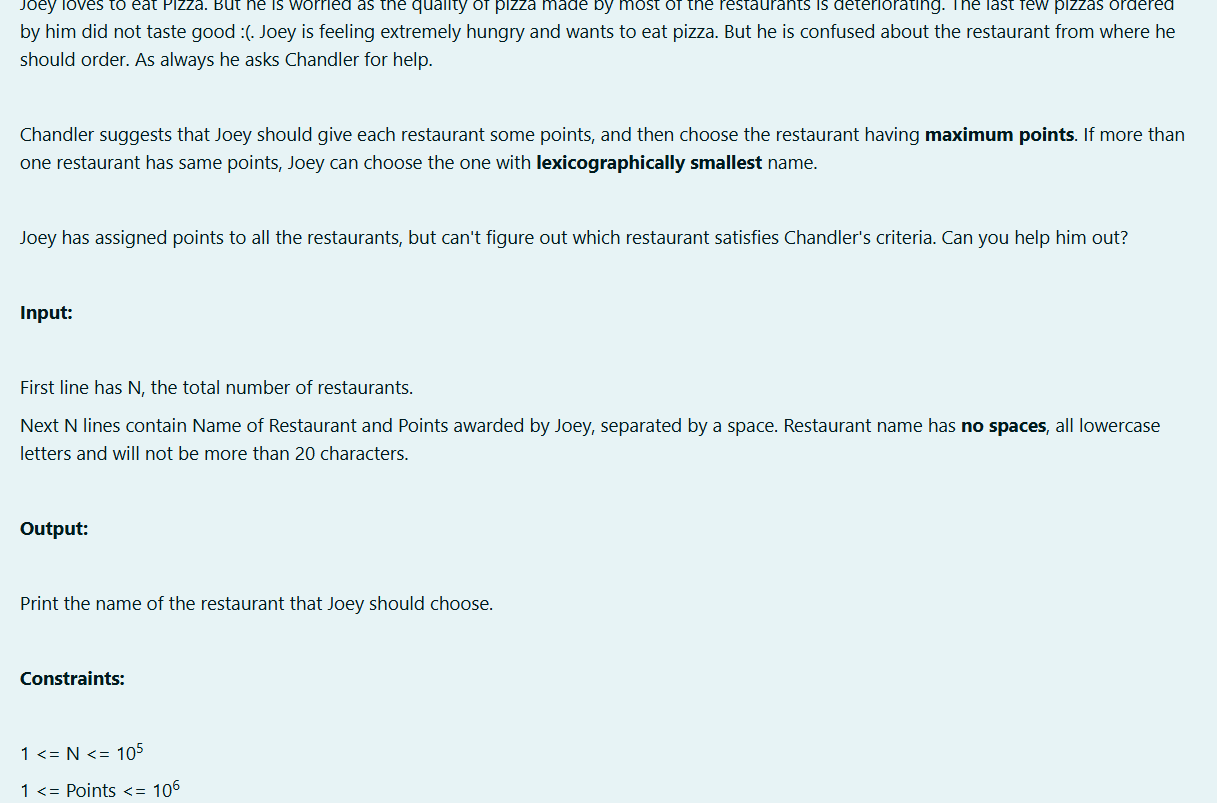 Joey loves to eat Pizza. But he is worried as the quality of pizza made by most of the restaurants is deteriorating. The last few pizzas ordered
by him did not taste good :(. Joey is feeling extremely hungry and wants to eat pizza. But he is confused about the restaurant from where he
should order. As always he asks Chandler for help.
Chandler suggests that Joey should give each restaurant some points, and then choose the restaurant having maximum points. If more than
one restaurant has same points, Joey can choose the one with lexicographically smallest name.
Joey has assigned points to all the restaurants, but can't figure out which restaurant satisfies Chandler's criteria. Can you help him out?
Input:
First line has N, the total number of restaurants.
Next N lines contain Name of Restaurant and Points awarded by Joey, separated by a space. Restaurant name has no spaces, all lowercase
letters and will not be more than 20 characters.
Output:
Print the name of the restaurant that Joey should choose.
Constraints:
1 <= N <= 10⁵
1 <= Points <= 10⁶